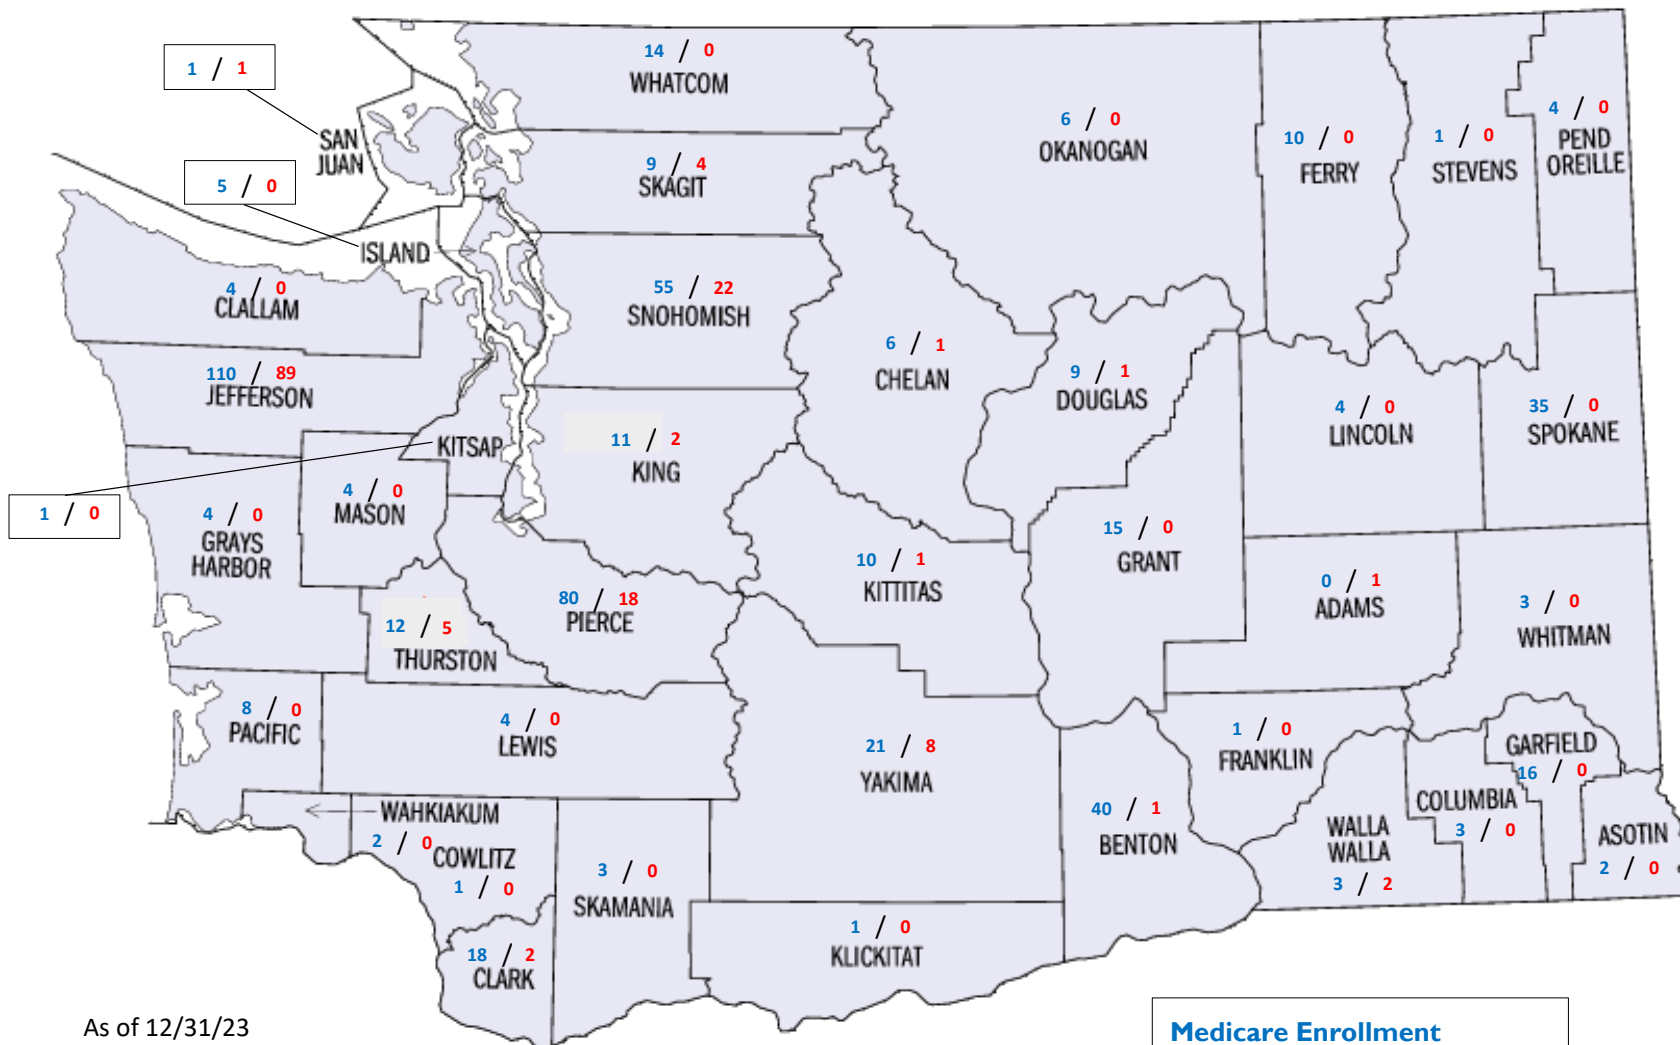 14 / 0
WHATCOM
1 / 1
SAN
JUAN
6 / 0
OKANOGAN
10 / 0
FERRY
1 / 0
STEVENS
4 / 0
PEND
OREILLE
9 / 4
SKAGIT
5 / 0
ISLAND
4 / 0
CLALLAM
55 / 22
SNOHOMISH
6 / 1
CHELAN
9 / 1
DOUGLAS
110 / 89
JEFFERSON
4 / 0
LINCOLN
35 / 0
SPOKANE
KITSAP
1 / 0
11 / 2
KING
4 / 0
MASON
4 / 0
GRAYS
HARBOR
15 / 0
GRANT
10 / 1
KITTITAS
0 / 1
ADAMS
3 / 0
WHITMAN
80 / 18
PIERCE
12 / 5
THURSTON
8 / 0
PACIFIC
4 / 0
LEWIS
21 / 8
YAKIMA
1 / 0
FRANKLIN
GARFIELD
16 / 0
40 / 1
BENTON
WALLA
WALLA
3 / 2
COLUMBIA
3 / 0
ASOTIN
2 / 0
WAHKIAKUM
2 / 0
COWLITZ
1 / 0
3 / 0
SKAMANIA
1 / 0
KLICKITAT
18 / 2
CLARK
As of 12/31/23
Medicare Enrollment